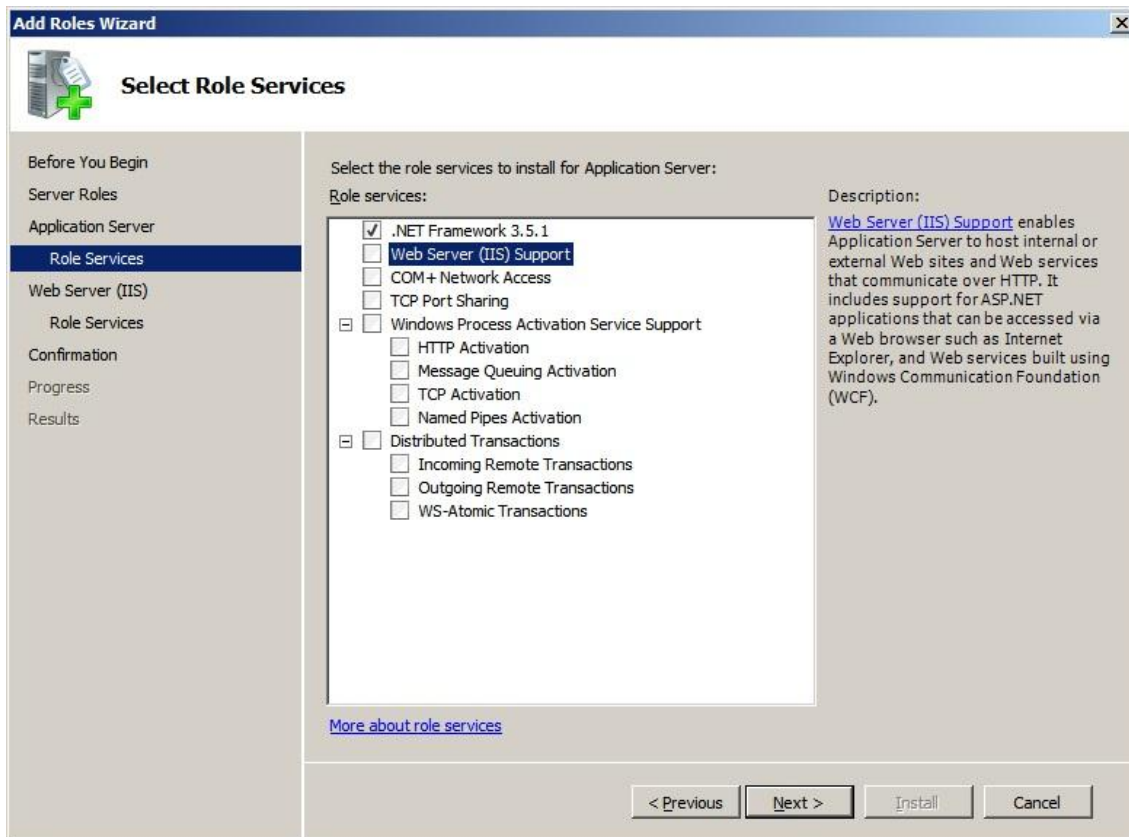 Add Roles Wizard
Select Role Services
Before You Begin
Server Roles
Application Server
Role Services
Web Server (IIS)
Role Services
Confirmation
Progress
Results
Select the role services to install for Application Server:
Role services:
.NET Framework 3.5.1
Web Server (IIS) Support
COM+ Network Access
TCP Port Sharing
Windows Process Activation Service Support
HTTP Activation
Message Queuing Activation
TCP Activation
Named Pipes Activation
Distributed Transactions
Incoming Remote Transactions
Outgoing Remote Transactions
WS-Atomic Transactions
More about role services
Description:
Web Server (IIS) Support enables
Application Server to host internal or
external Web sites and Web services
that communicate over HTTP. It
includes support for ASP.NET
applications that can be accessed via
a Web browser such as Internet
Explorer, and Web services built using
Windows Communication Foundation
(WCF).
< Previous
Next >
Install
Cancel